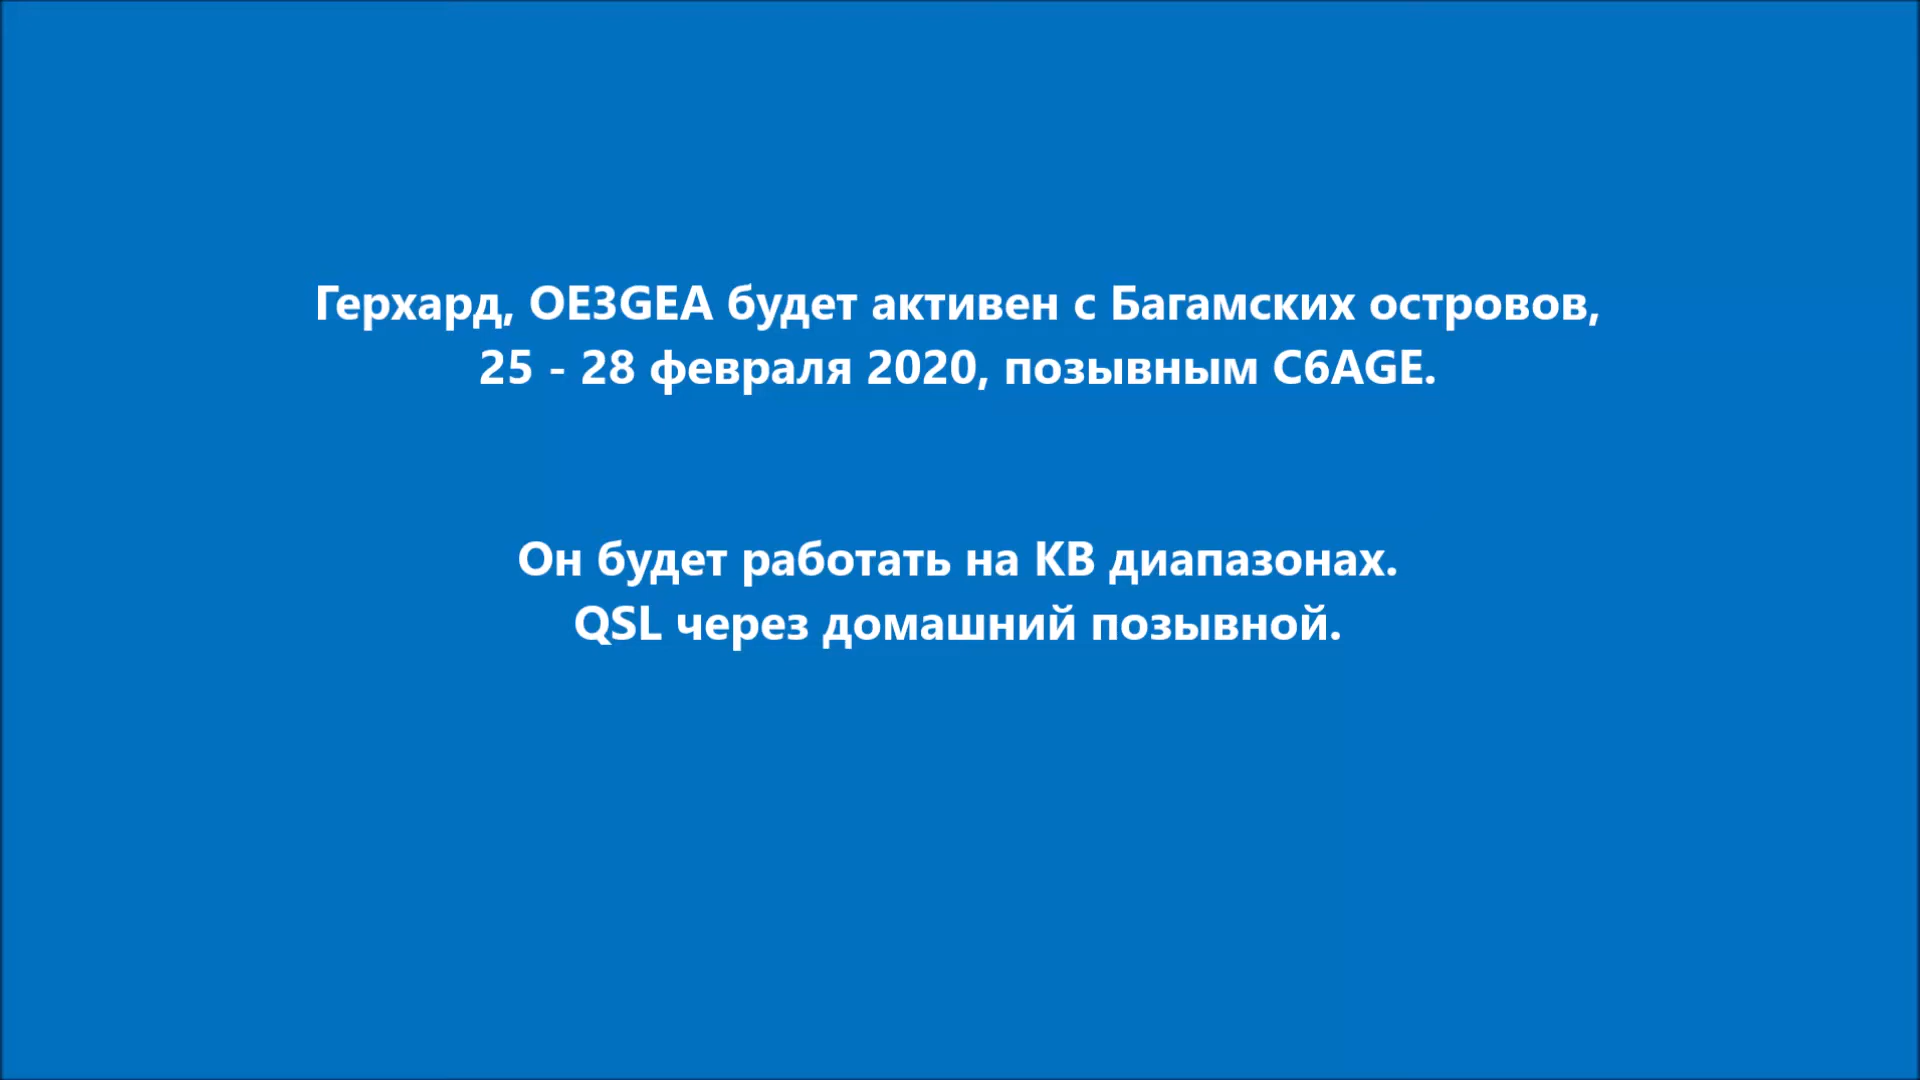 Герхард, OE3GEA будет активен с Багамских островов,
25 - 28 февраля 2020, позывным C6AGE.
Он будет работать на КВ диапазонах.
QSL через домашний позывной.